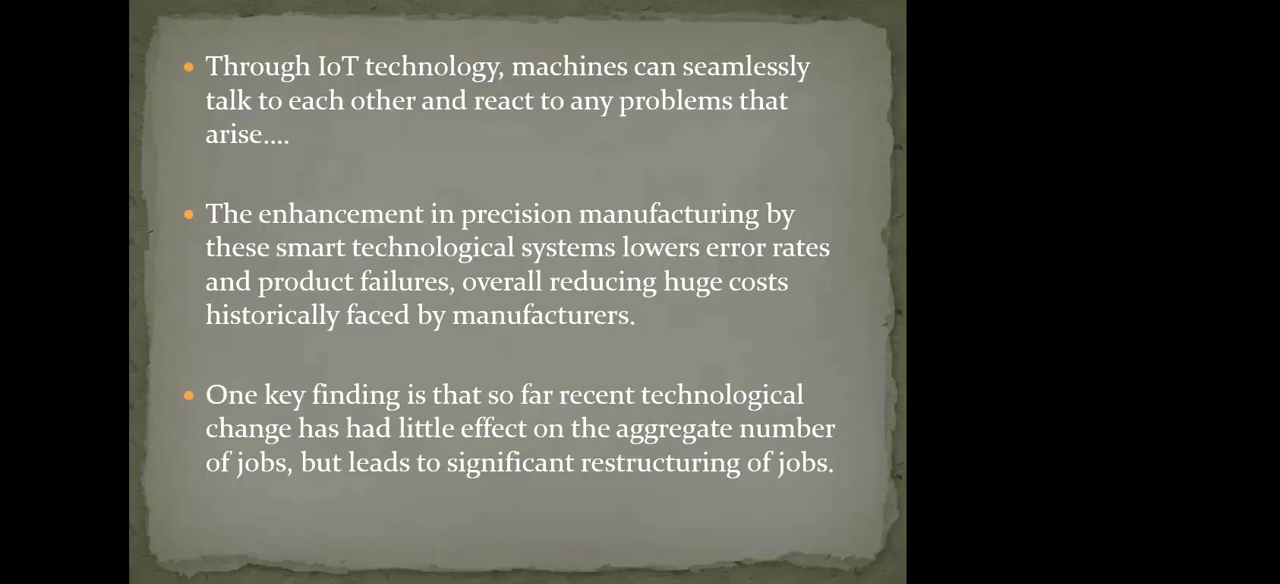 • Through IoT technology, machines can seamlessly
talk to each other and react to any problems that
arise....
• The enhancement in precision manufacturing by
these smart technological systems lowers error rates
and product failures, overall reducing huge costs
historically faced by manufacturers.
• One key finding is that so far recent technological
change has had little effect on the aggregate number
of jobs, but leads to significant restructuring of jobs.